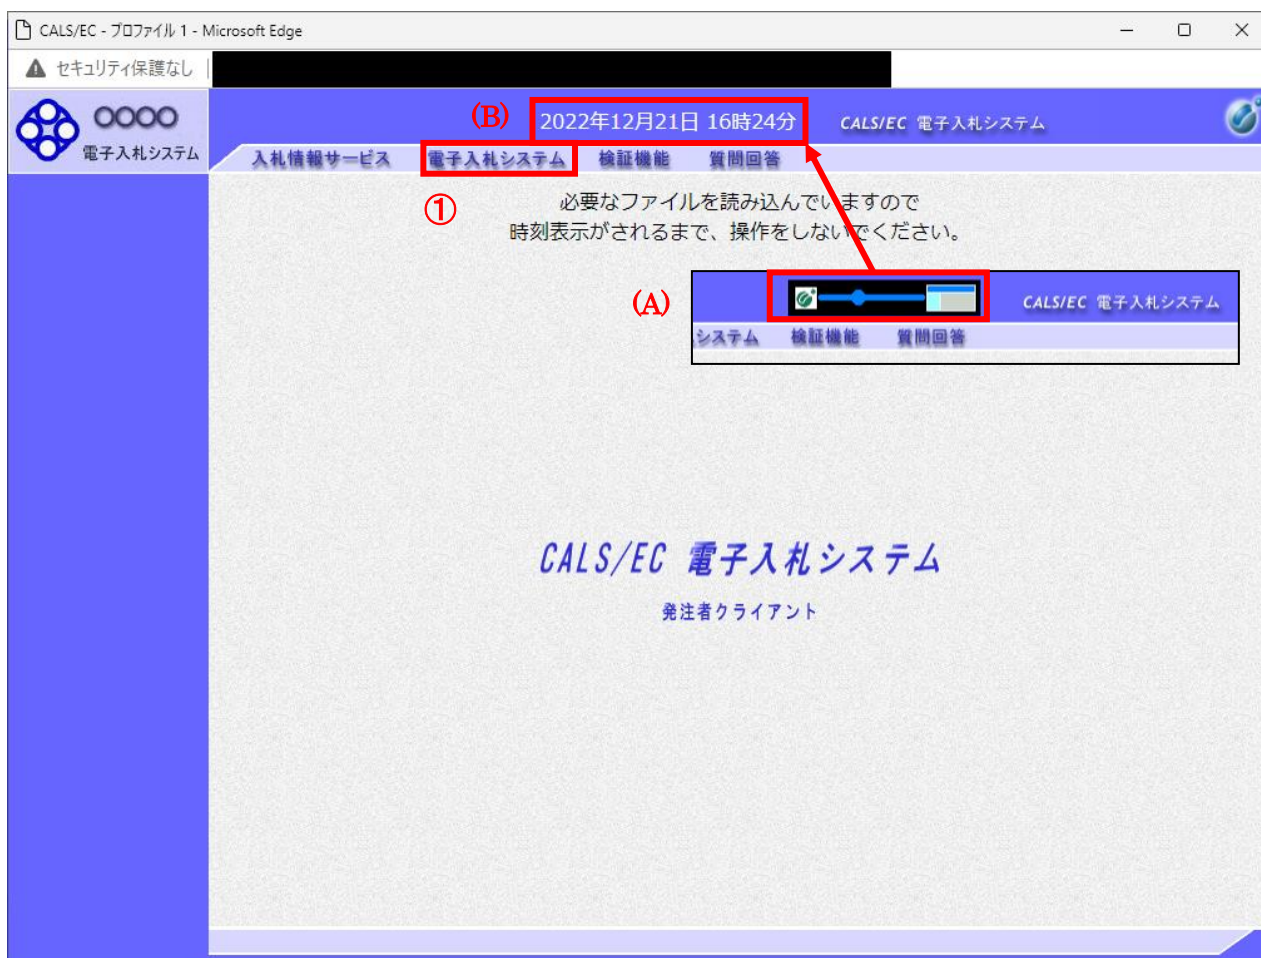 CALS/EC - プロファイル 1 - Microsoft Edge
セキュリティ保護なし
○○○○
電子入札システム
(B)
2022年12月21日 16時24分
CALS/EC 電子入札システム
入札情報サービス 電子入札システム 検証機能 質問回答
①
必要なファイルを読み込んでいますので
時刻表示がされるまで、操作をしないでください。
(A)
CALS/EC 電子入札システム
システム 検証機能 質問回答
CALS/EC 電子入札システム
発注者クライアント